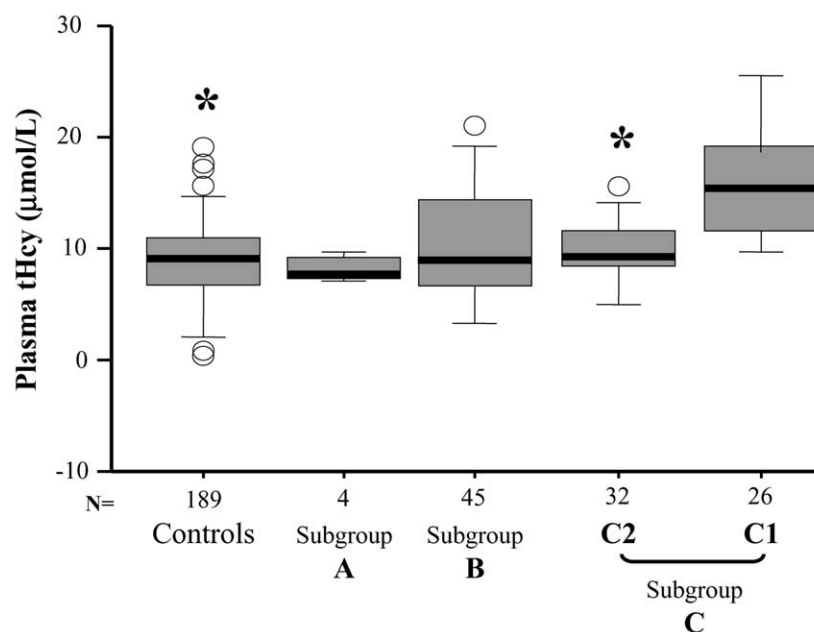 Plasma tHcy (μmol/L)
30
20
10
0
-10
* *
N= 189 4 45 32 26
Controls Subgroup Subgroup C2 C1
A B
Subgroup
C